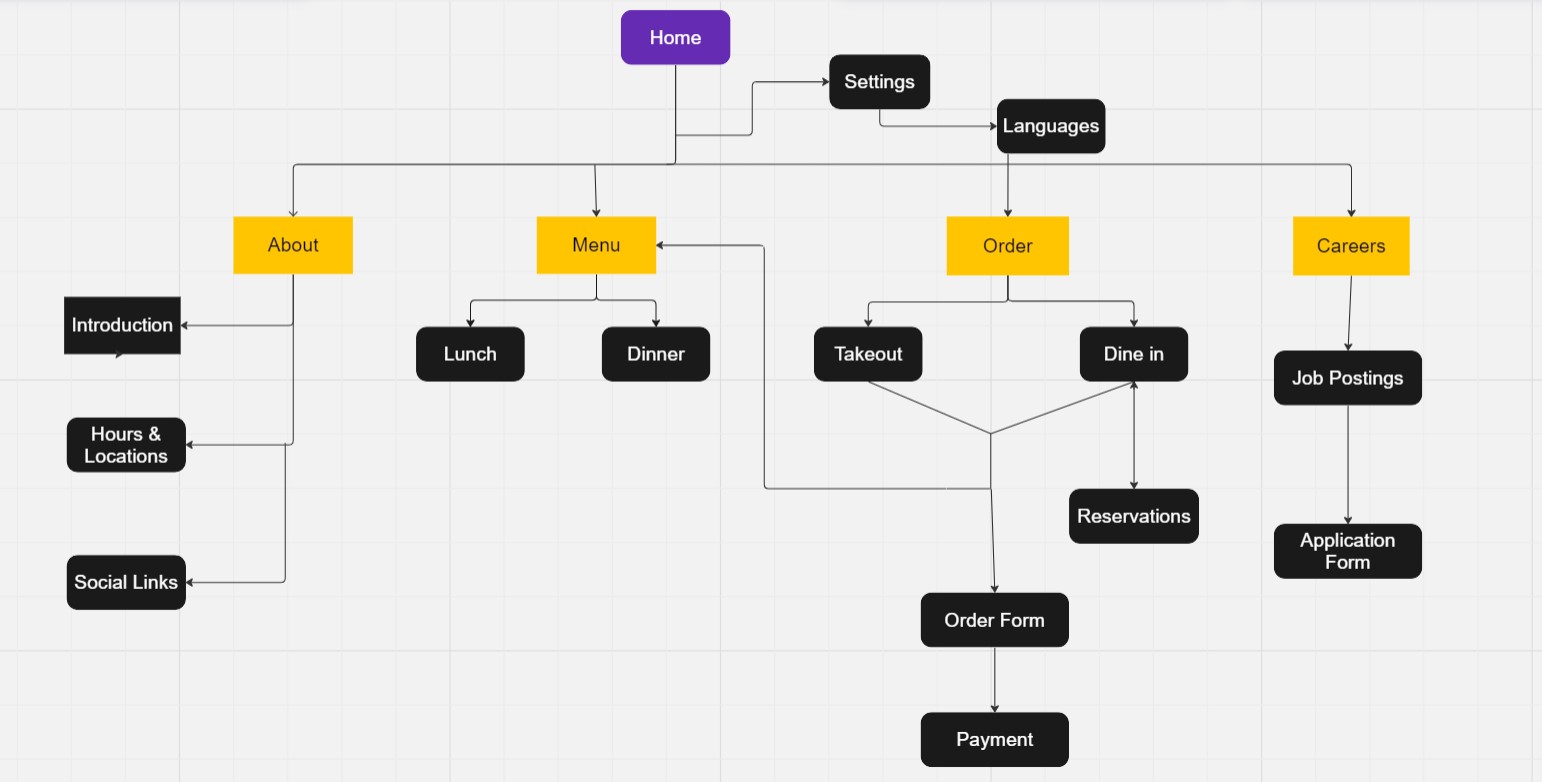 Home
Settings
Languages
About
Menu
Order
Careers
Introduction
Lunch
Dinner
Takeout
Dine in
Job Postings
Hours &
Locations
Reservations
Application
Form
Social Links
Order Form
Payment